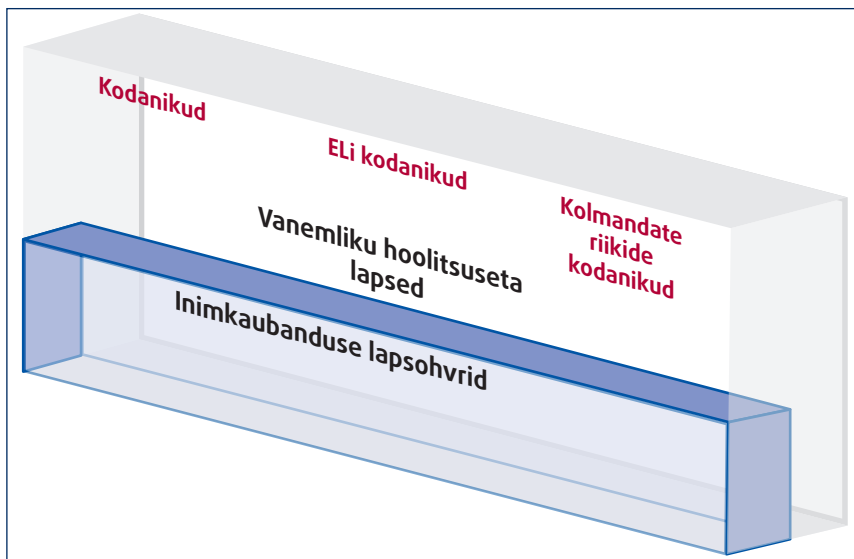 Kodanikud
ELi kodanikud
Kolmandate
riikide
kodanikud
Vanemliku hoolitsuseta
lapsed
Inimkaubanduse lapsohvrid